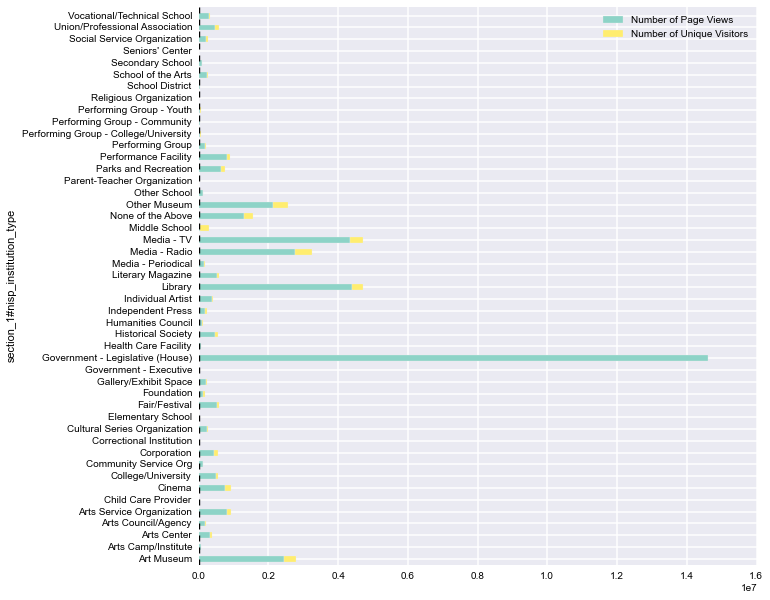 Vocational/Technical School
Union/Professional Association
Social Service Organization
Seniors' Center
Secondary School
School of the Arts
School District
Religious Organization
Performing Group - Youth
Performing Group - Community
Performing Group - College/University
Performing Group
Performance Facility
Parks and Recreation
Parent-Teacher Organization
Other School
Other Museum
None of the Above
Middle School
Media - TV
Media - Radio
Media - Periodical
Literary Magazine
Library
Individual Artist
Independent Press
Humanities Council
Historical Society
Health Care Facility
Government - Legislative (House)
Government - Executive
Gallery/Exhibit Space
Foundation
Fair/Festival
Elementary School
Cultural Series Organization
Correctional Institution
Corporation
Community Service Org
College/University
Cinema
Child Care Provider
Arts Service Organization
Arts Council/Agency
Arts Center
Arts Camp/Institute
Art Museum
section_1#nisp_institution_type
Number of Page Views
Number of Unique Visitors
0.0 0.2 0.4 0.6 0.8 1.0 1.2 1.4 1.6
1e7